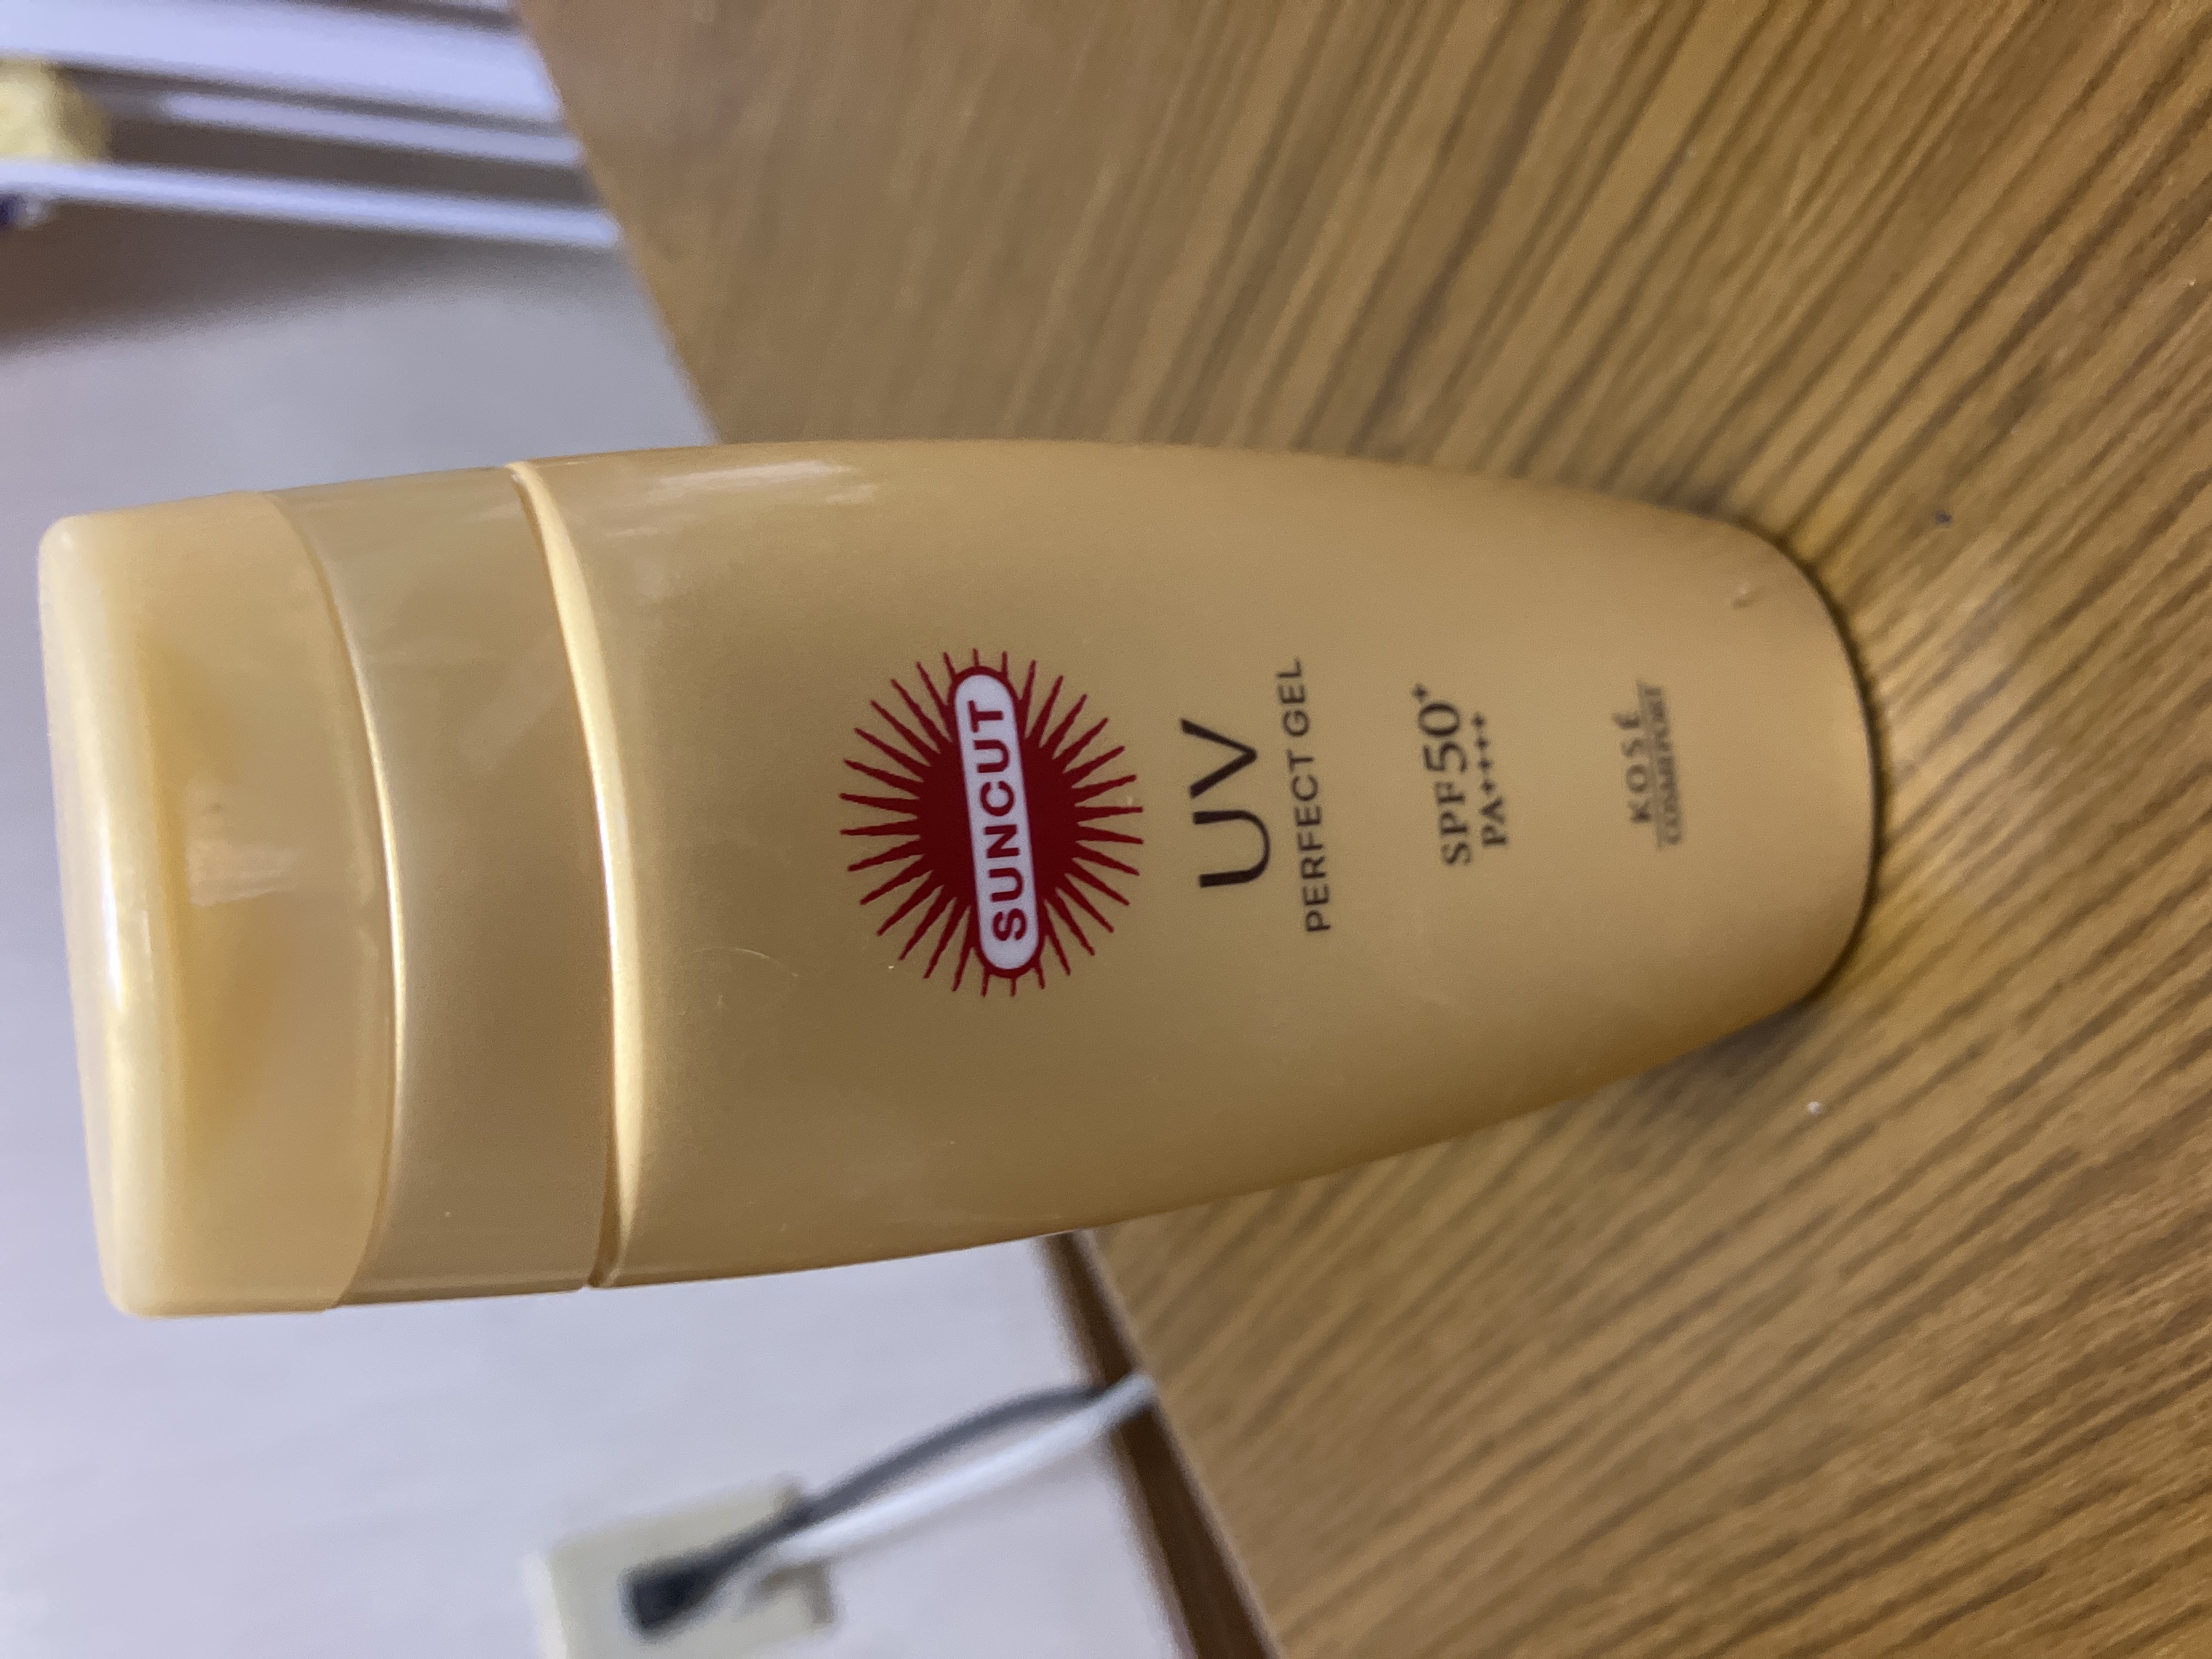 SUNCUT
UV
PERFECT GEL
SPF50+
PA++++
KOSÉ
COSMEPORT